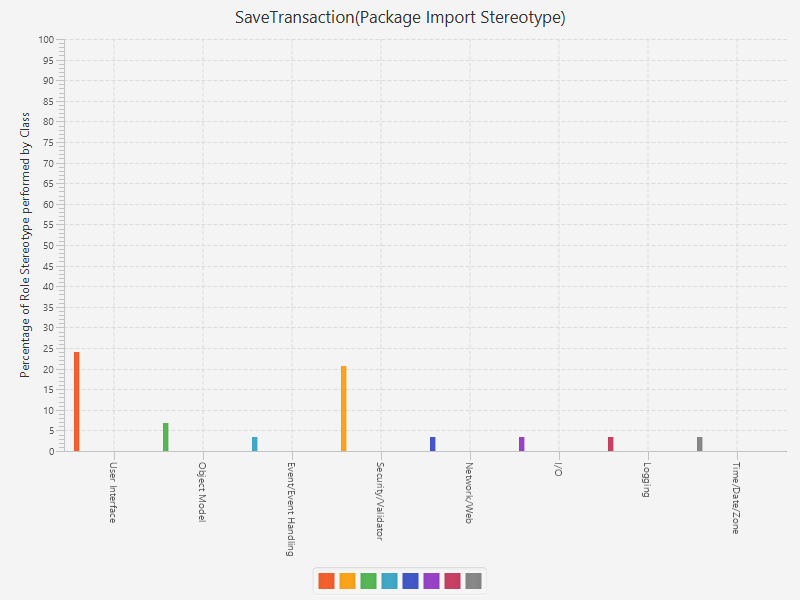 SaveTransaction(Package Import Stereotype)
Percentage of Role Stereotype performed by Class
100
95
90
85
80
75
70
65
60
55
50
45
40
35
30
25
20
15
10
5
0
User Interface
Object Model
Event/Event Handling
Security/Validator
Network/Web
I/O
Logging
Time/Date/Zone